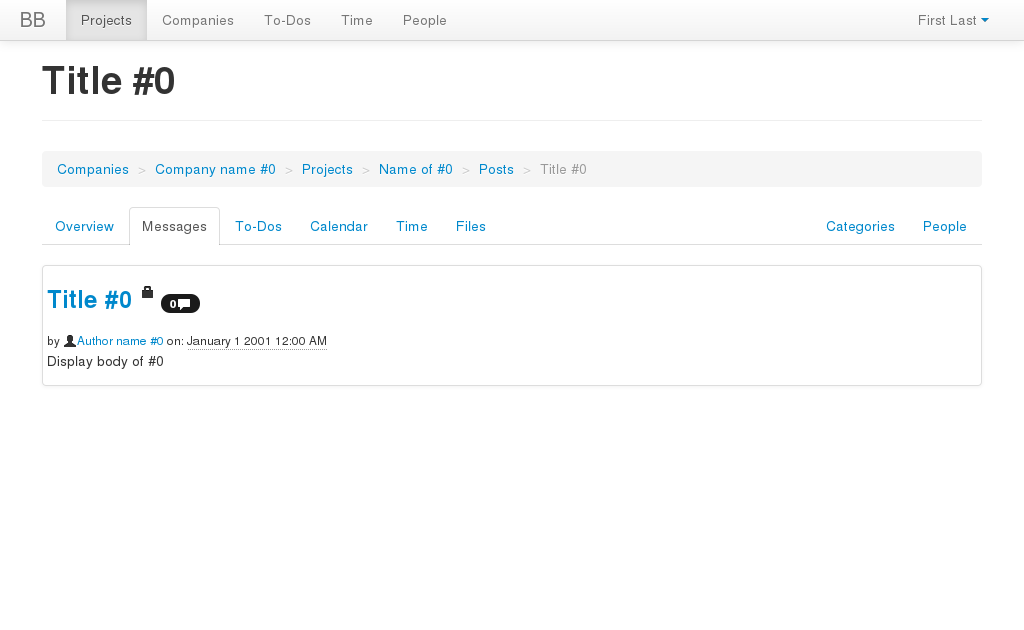 BB Projects Companies To-Dos Time People First Last
Title #0
Companies > Company name #0 > Projects > Name of #0 > Posts > Title #0
Overview Messages To-Dos Calendar Time Files Categories People
Title #0 0
by Author name #0 on: January 1 2001 12:00 AM
Display body of #0